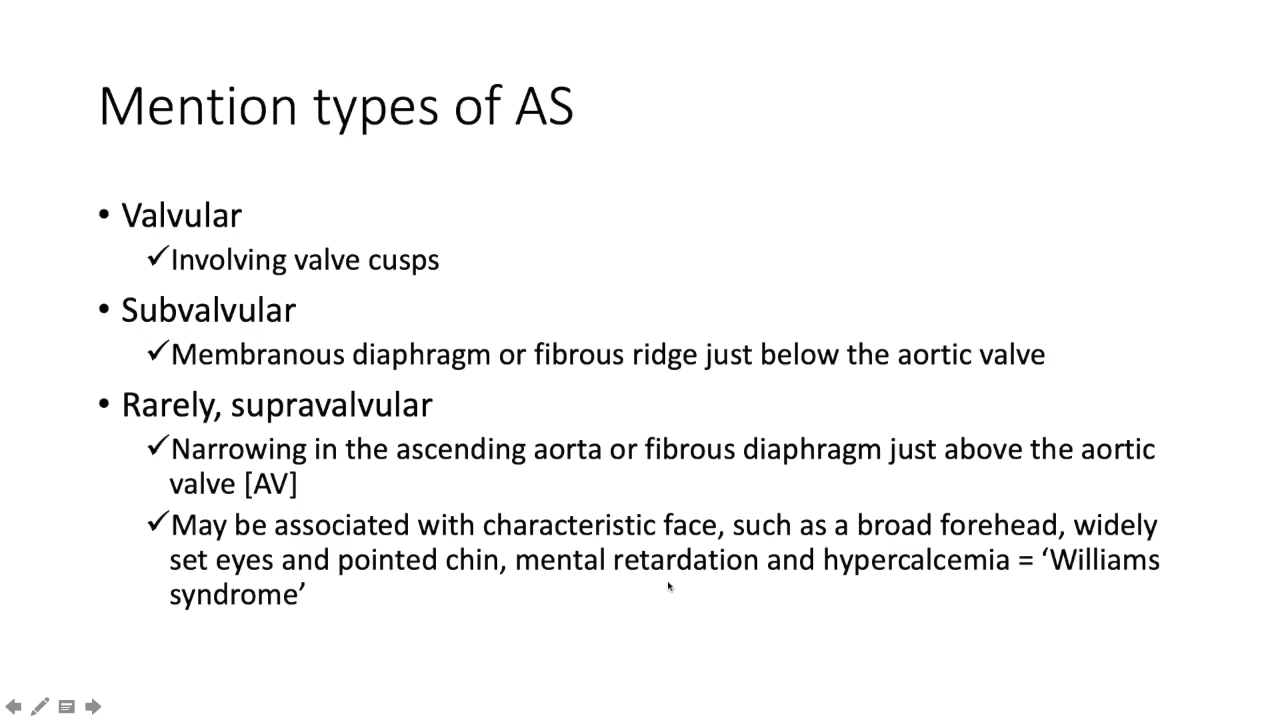 Mention types of AS
• Valvular
✓Involving valve cusps
• Subvalvular
✓Membranous diaphragm or fibrous ridge just below the aortic valve
• Rarely, supravalvular
✓Narrowing in the ascending aorta or fibrous diaphragm just above the aortic
valve [AV]
✓May be associated with characteristic face, such as a broad forehead, widely
set eyes and pointed chin, mental retardation and hypercalcemia = ‘Williams
syndrome’